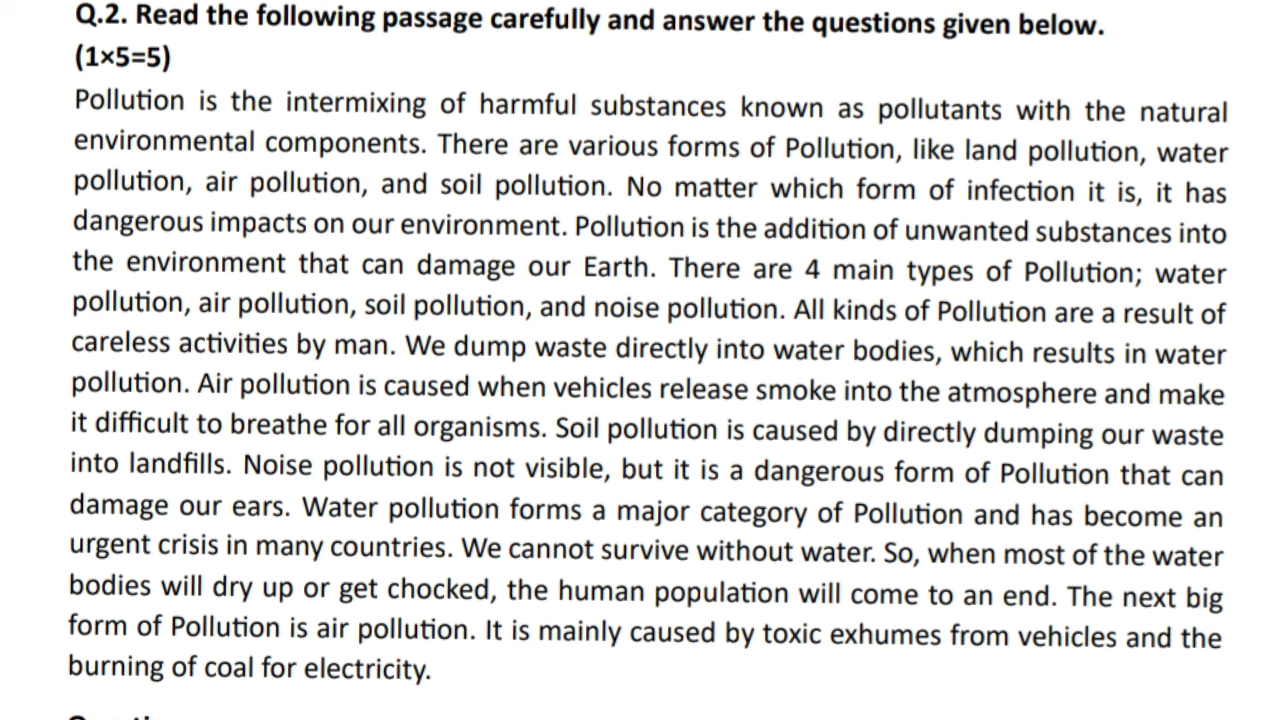 Q.2. Read the following passage carefully and answer the questions given below.
(1×5=5)
Pollution is the intermixing of harmful substances known as pollutants with the natural
environmental components. There are various forms of Pollution, like land pollution, water
pollution, air pollution, and soil pollution. No matter which form of infection it is, it has
dangerous impacts on our environment. Pollution is the addition of unwanted substances into
the environment that can damage our Earth. There are 4 main types of Pollution; water
pollution, air pollution, soil pollution, and noise pollution. All kinds of Pollution are a result of
careless activities by man. We dump waste directly into water bodies, which results in water
pollution. Air pollution is caused when vehicles release smoke into the atmosphere and make
it difficult to breathe for all organisms. Soil pollution is caused by directly dumping our waste
into landfills. Noise pollution is not visible, but it is a dangerous form of Pollution that can
damage our ears. Water pollution forms a major category of Pollution and has become an
urgent crisis in many countries. We cannot survive without water. So, when most of the water
bodies will dry up or get chocked, the human population will come to an end. The next big
form of Pollution is air pollution. It is mainly caused by toxic exhumes from vehicles and the
burning of coal for electricity.